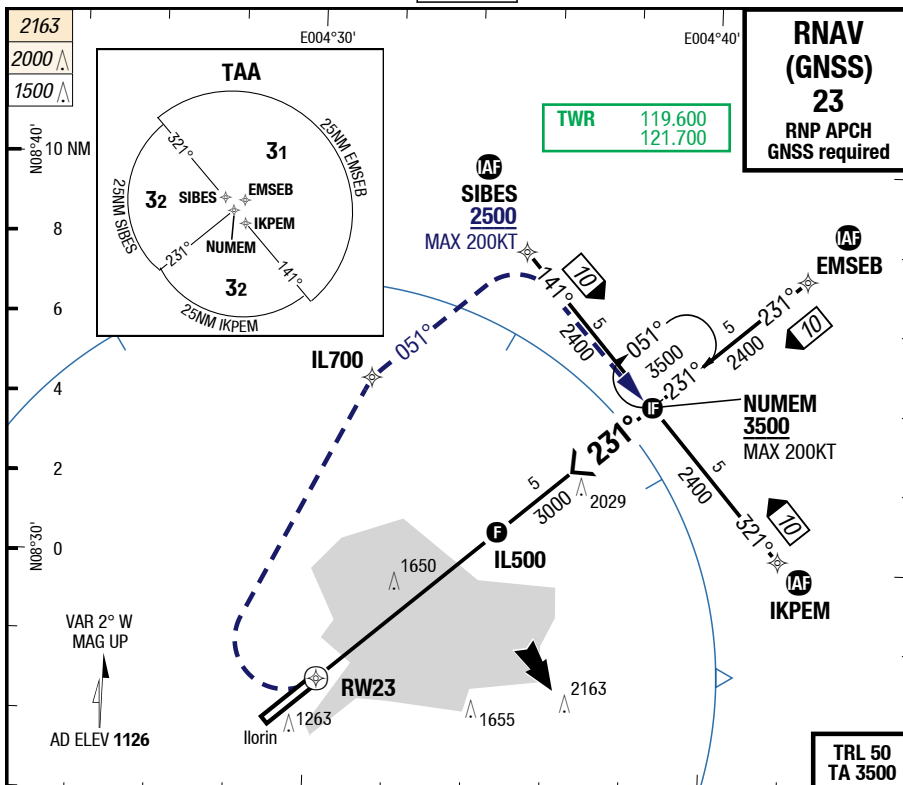 2163
2000
1500
E004°30'
E004°40'
RNAV
(GNSS)
23
RNP APCH
GNSS required
TAA
321°
31
25NM EMSEB
32
SIBES
EMSEB
IKPEM
NUMEM
25NM SIBES
231°
141°
32
25NM IKPEM
TWR 119.600
121.700
N08°40'
10 NM
8
6
4
2
0
N08°30'
IAF
SIBES
2500
MAX 200KT
IAF
EMSEB
141°
10
5
2400
051°
3500
231°
5
2400
231°
10
IL700
051°
IF
NUMEM
3500
MAX 200KT
231°
5
3000
2029
5
2400
321°
10
IAF
IKPEM
F
IL500
1650
VAR 2° W
MAG UP
AD ELEV 1126
RW23
1263
Ilorin
1655
2163
TRL 50
TA 3500